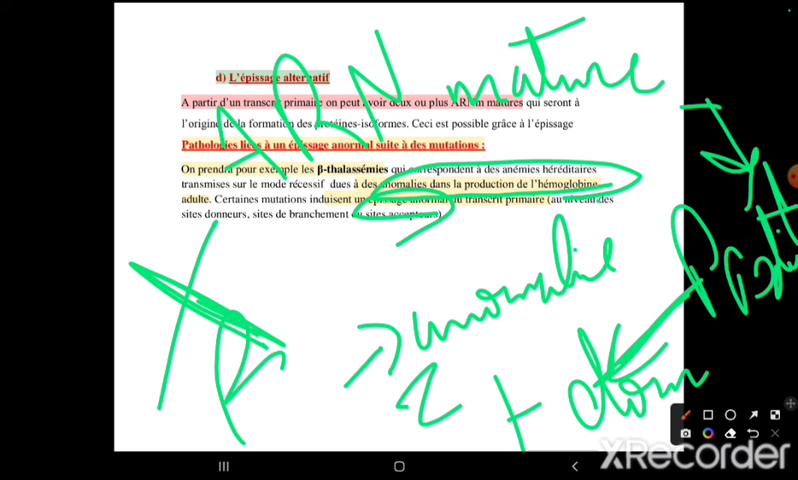 d) L'épissage alternatif
A partir d'un transcrit primaire on peut avoir deux ou plus ARNm matures qui seront à
l'origine de la formation des protéines-isoformes. Ceci est possible grâce à l'épissage
Pathologies liées à un épissage anormal suite à des mutations :
On prendra pour exemple les β-thalassémies qui correspondent à des anémies héréditaires
transmises sur le mode récessif dues à des anomalies dans la production de l'hémoglobine
adulte. Certaines mutations induisent un épissage anormal du transcrit primaire (au niveau des
sites donneurs, sites de branchement ou sites accepteurs)
ARN mature
anomalie
XRecorder